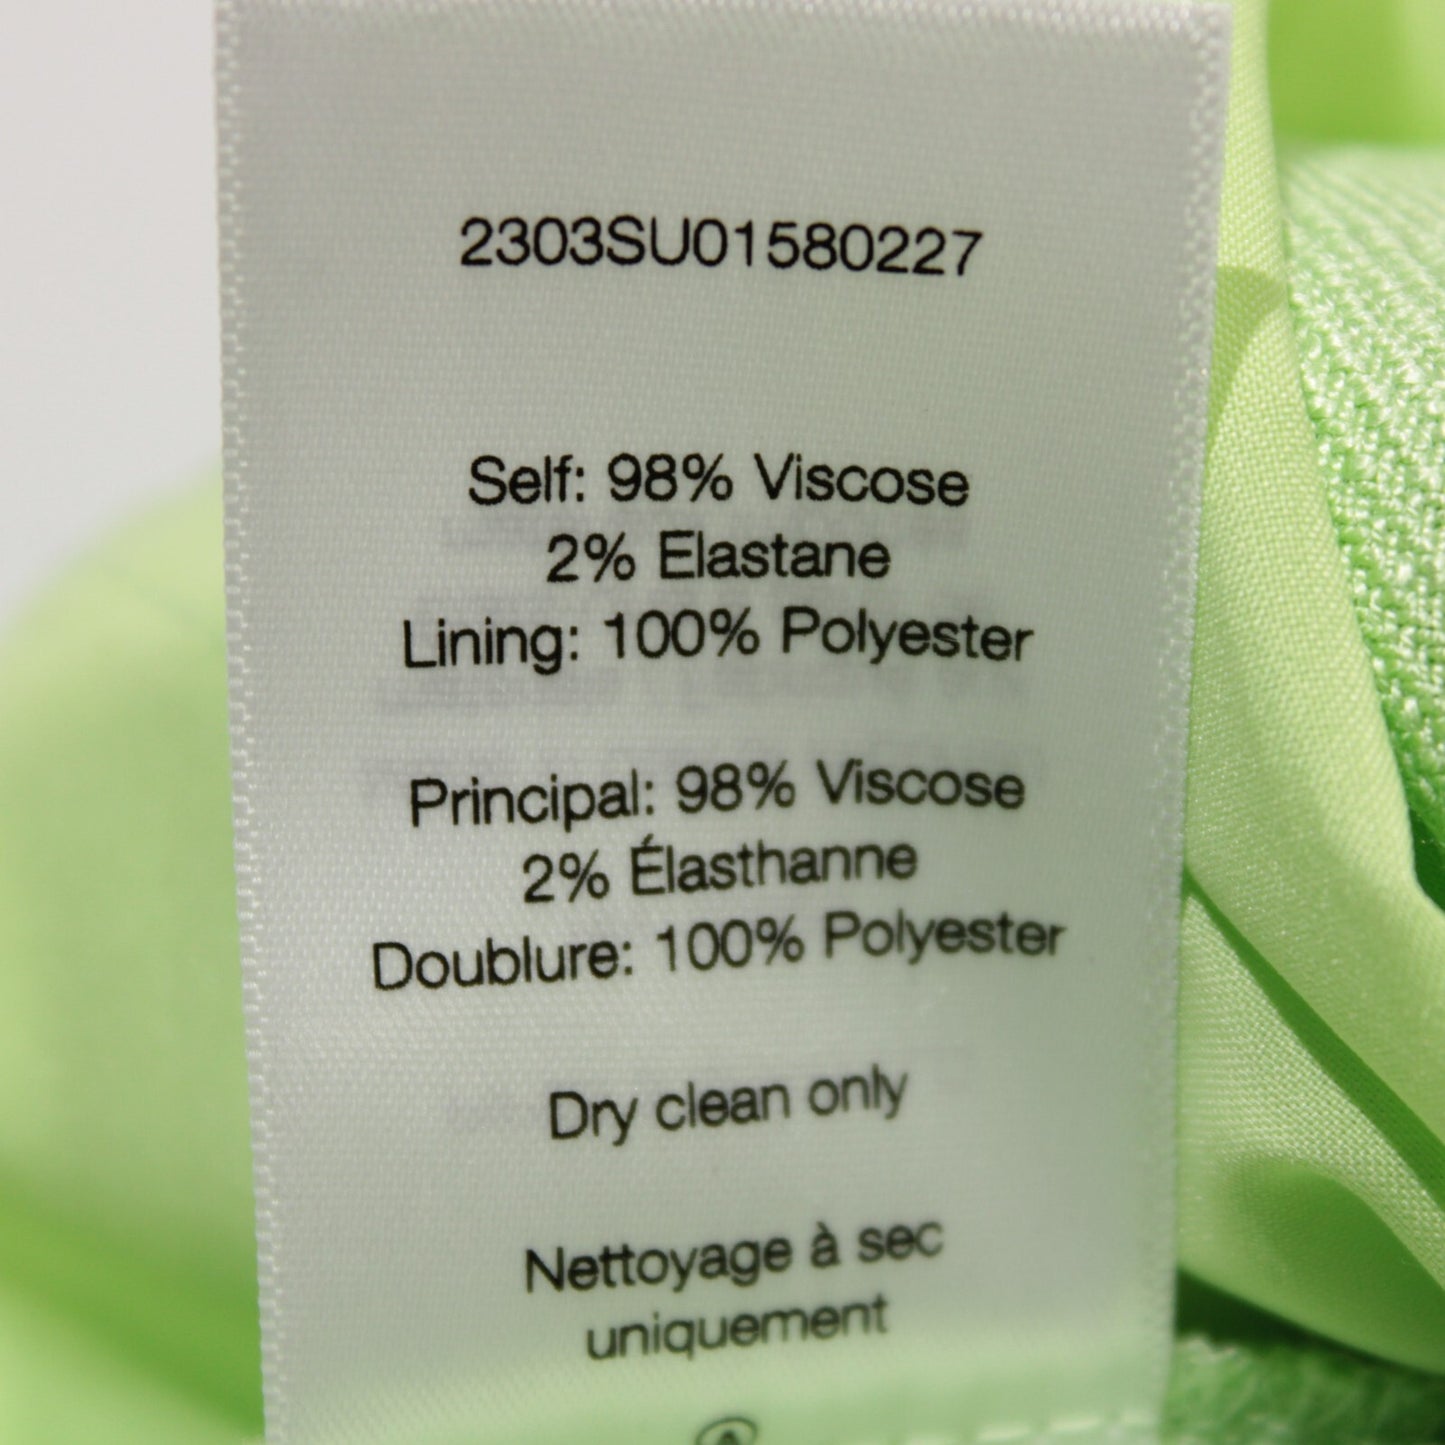 2303SU01580227
Self: 98% Viscose
2% Elastane
Lining: 100% Polyester
Principal: 98% Viscose
2% Élasthanne
Doublure: 100% Polyester
Dry clean only
Nettoyage à sec
uniquement